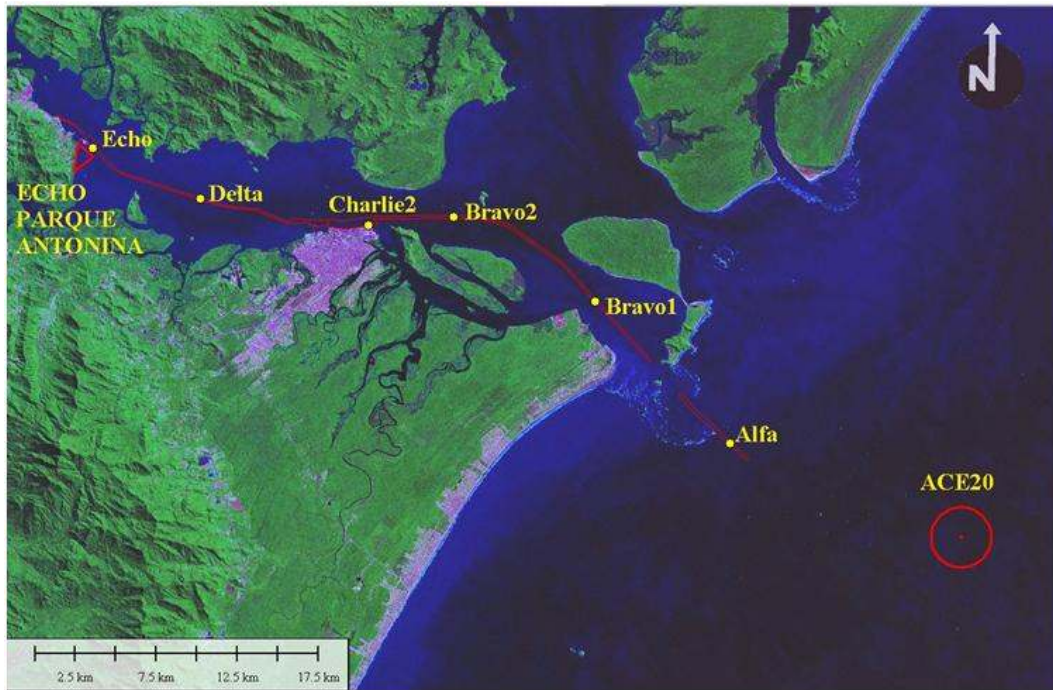 N
Echo
ECHO
PARQUE
ANTONINA
Delta
Charlie2
Bravo2
Bravo1
Alfa
ACE20
2.5 km 7.5 km 12.5 km 17.5 km